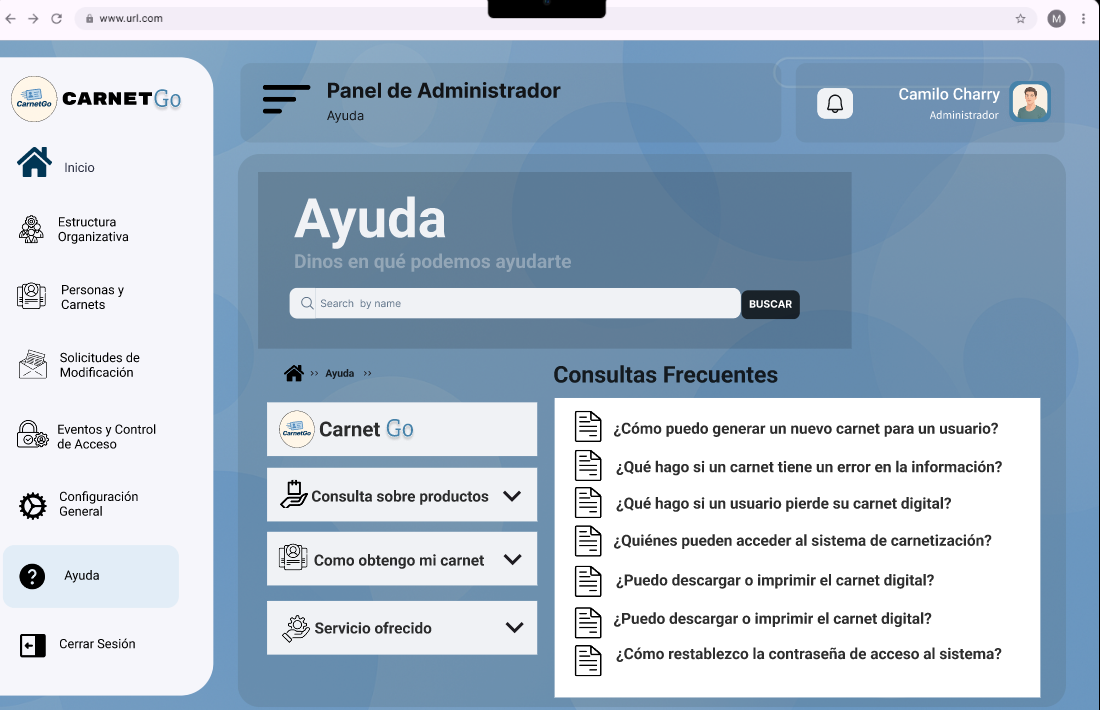 www.url.com
M
CarnetGo
CARNETGo
Inicio
Estructura
Organizativa
Personas y
Carnets
Solicitudes de
Modificación
Eventos y Control
de Acceso
Configuración
General
Ayuda
Cerrar Sesión
Panel de Administrador
Ayuda
Camilo Charry
Administrador
Ayuda
Dinos en qué podemos ayudarte
Search by name
BUSCAR
>> Ayuda >>
CarnetGo
Carnet Go
Consulta sobre productos
Como obtengo mi carnet
Servicio ofrecido
Consultas Frecuentes
¿Cómo puedo generar un nuevo carnet para un usuario?
¿Qué hago si un carnet tiene un error en la información?
¿Qué hago si un usuario pierde su carnet digital?
¿Quiénes pueden acceder al sistema de carnetización?
¿Puedo descargar o imprimir el carnet digital?
¿Puedo descargar o imprimir el carnet digital?
¿Cómo restablezco la contraseña de acceso al sistema?